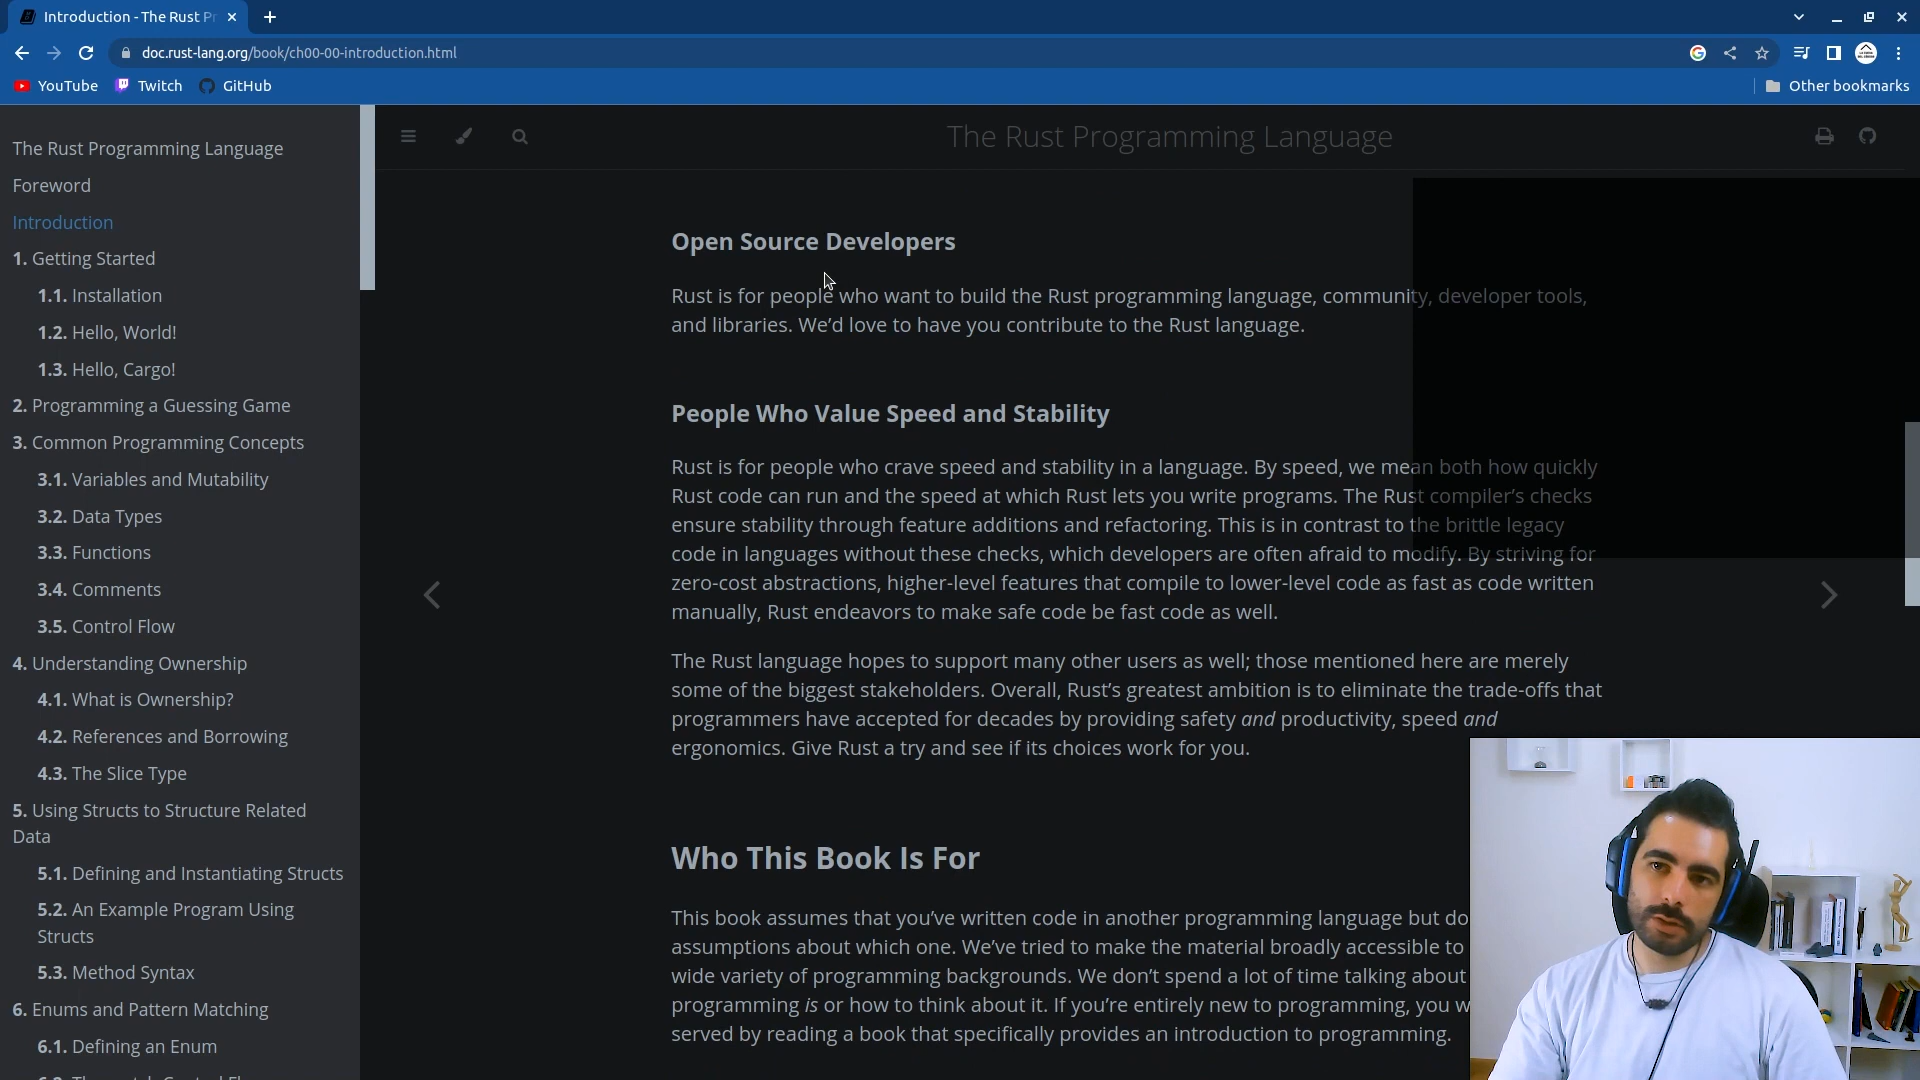 Introduction - The Rust Pr
doc.rust-lang.org/book/ch00-00-introduction.html
YouTube
Twitch
GitHub
Other bookmarks
The Rust Programming Language
Foreword
Introduction
1. Getting Started
1.1. Installation
1.2. Hello, World!
1.3. Hello, Cargo!
2. Programming a Guessing Game
3. Common Programming Concepts
3.1. Variables and Mutability
3.2. Data Types
3.3. Functions
3.4. Comments
3.5. Control Flow
4. Understanding Ownership
4.1. What is Ownership?
4.2. References and Borrowing
4.3. The Slice Type
5. Using Structs to Structure Related
Data
5.1. Defining and Instantiating Structs
5.2. An Example Program Using
Structs
5.3. Method Syntax
6. Enums and Pattern Matching
6.1. Defining an Enum
The Rust Programming Language
Open Source Developers
Rust is for people who want to build the Rust programming language, community, developer tools,
and libraries. We’d love to have you contribute to the Rust language.
People Who Value Speed and Stability
Rust is for people who crave speed and stability in a language. By speed, we mean both how quickly
Rust code can run and the speed at which Rust lets you write programs. The Rust compiler’s checks
ensure stability through feature additions and refactoring. This is in contrast to the brittle legacy
code in languages without these checks, which developers are often afraid to modify. By striving for
zero-cost abstractions, higher-level features that compile to lower-level code as fast as code written
manually, Rust endeavors to make safe code be fast code as well.
The Rust language hopes to support many other users as well; those mentioned here are merely
some of the biggest stakeholders. Overall, Rust’s greatest ambition is to eliminate the trade-offs that
programmers have accepted for decades by providing safety and productivity, speed and
ergonomics. Give Rust a try and see if its choices work for you.
Who This Book Is For
This book assumes that you’ve written code in another programming language but do
assumptions about which one. We’ve tried to make the material broadly accessible to
wide variety of programming backgrounds. We don’t spend a lot of time talking about
programming is or how to think about it. If you’re entirely new to programming, you w
served by reading a book that specifically provides an introduction to programming.